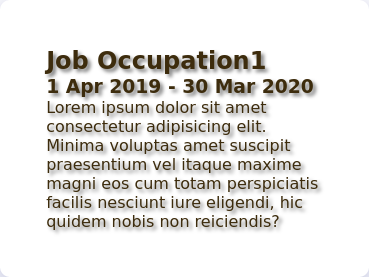 Job Occupation1
1 Apr 2019 - 30 Mar 2020
Lorem ipsum dolor sit amet
consectetur adipisicing elit.
Minima voluptas amet suscipit
praesentium vel itaque maxime
magni eos cum totam perspiciatis
facilis nesciunt iure eligendi, hic
quidem nobis non reiciendis?